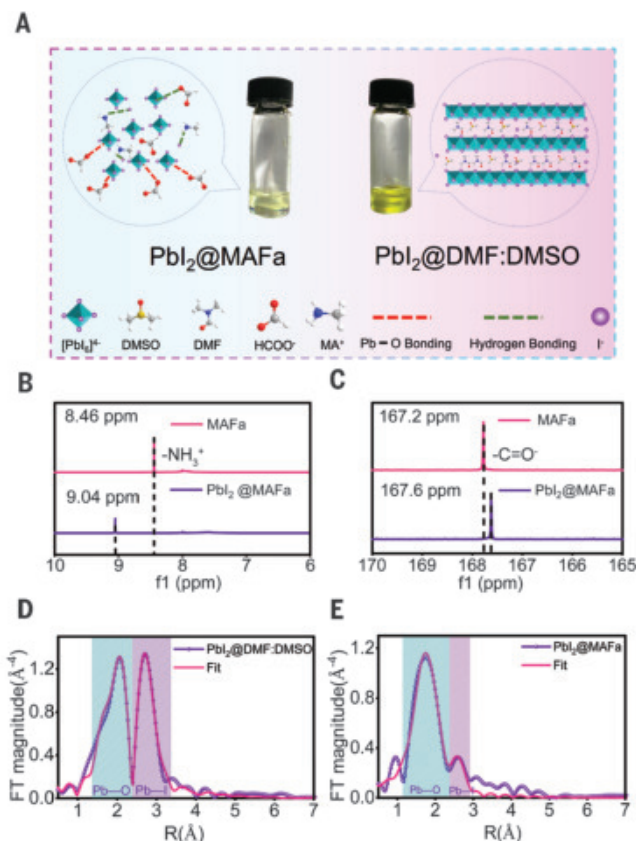 A
PbI₂@MAFa
PbI₂@DMF:DMSO
[PbI₆]⁴⁻ DMSO DMF HCOO⁻ MA⁺ Pb－O Bonding Hydrogen Bonding I⁻
B
8.46 ppm
MAFa
-NH₃⁺
9.04 ppm
PbI₂ @MAFa
10 9 8 7 6
f1 (ppm)
C
167.2 ppm
MAFa
-C=O⁻
167.6 ppm
PbI₂@MAFa
170 169 168 167 166 165
f1 (ppm)
D
FT magnitude(Å⁻⁴)
1.2
0.8
0.4
0.0
PbI₂@DMF:DMSO
Fit
Pb—O Pb—I
1 2 3 4 5 6 7
R(Å)
E
FT magnitude(Å⁻⁴)
1.2
0.8
0.4
0.0
PbI₂@MAFa
Fit
Pb—O Pb—I
1 2 3 4 5 6 7
R(Å)